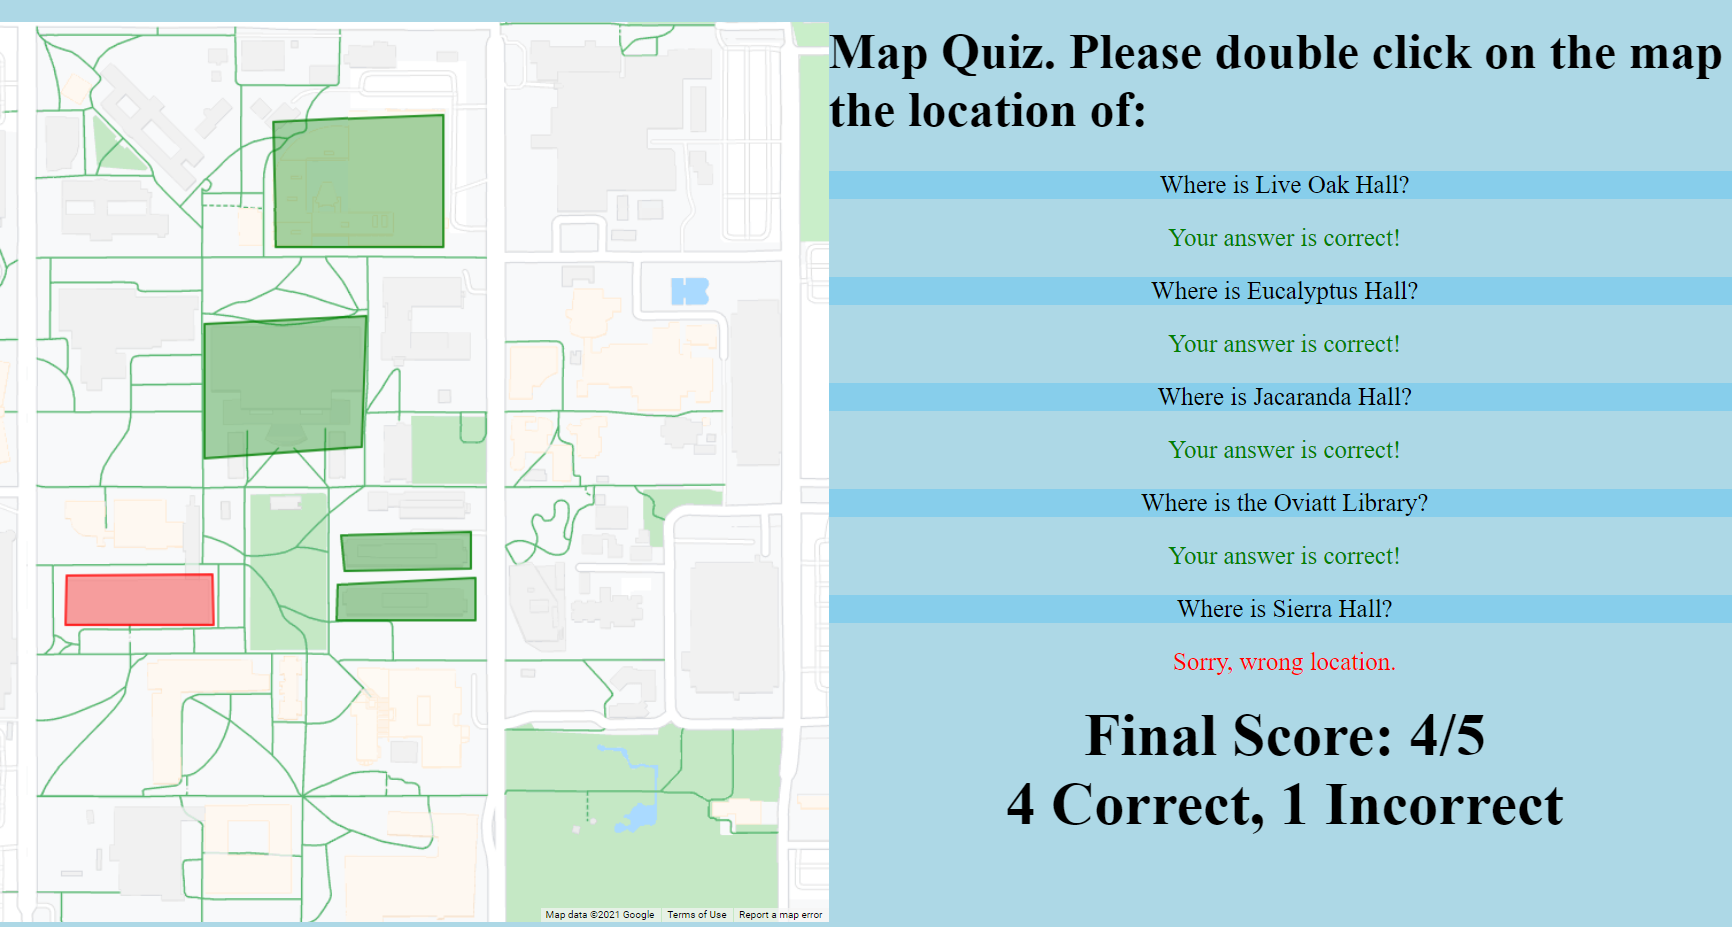 Map Quiz. Please double click on the map
the location of:
Where is Live Oak Hall?
Your answer is correct!
Where is Eucalyptus Hall?
Your answer is correct!
Where is Jacaranda Hall?
Your answer is correct!
Where is the Oviatt Library?
Your answer is correct!
Where is Sierra Hall?
Sorry, wrong location.
Final Score: 4/5
4 Correct, 1 Incorrect
Map data ©2021 Google Terms of Use Report a map error